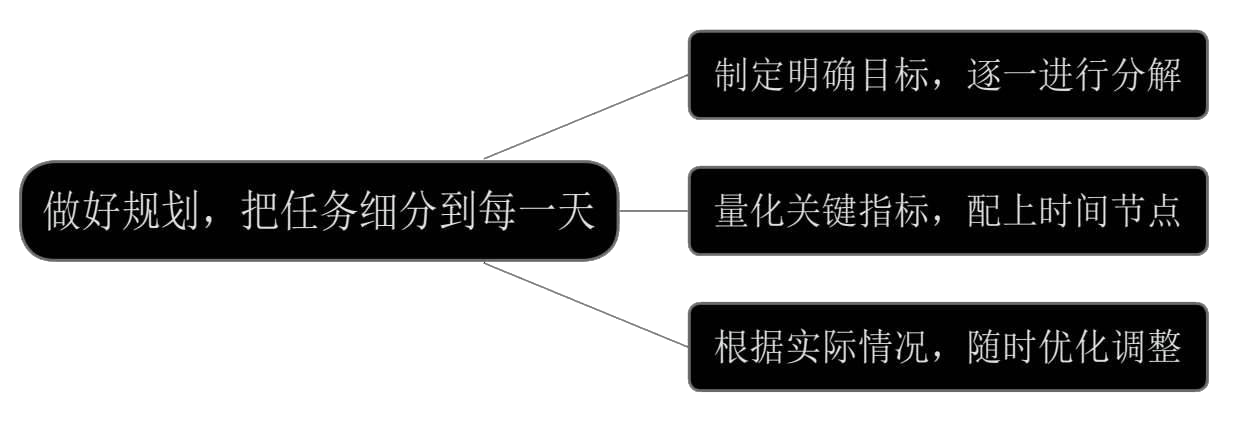 做好规划，把任务细分到每一天
制定明确目标，逐一进行分解
量化关键指标，配上时间节点
根据实际情况，随时优化调整